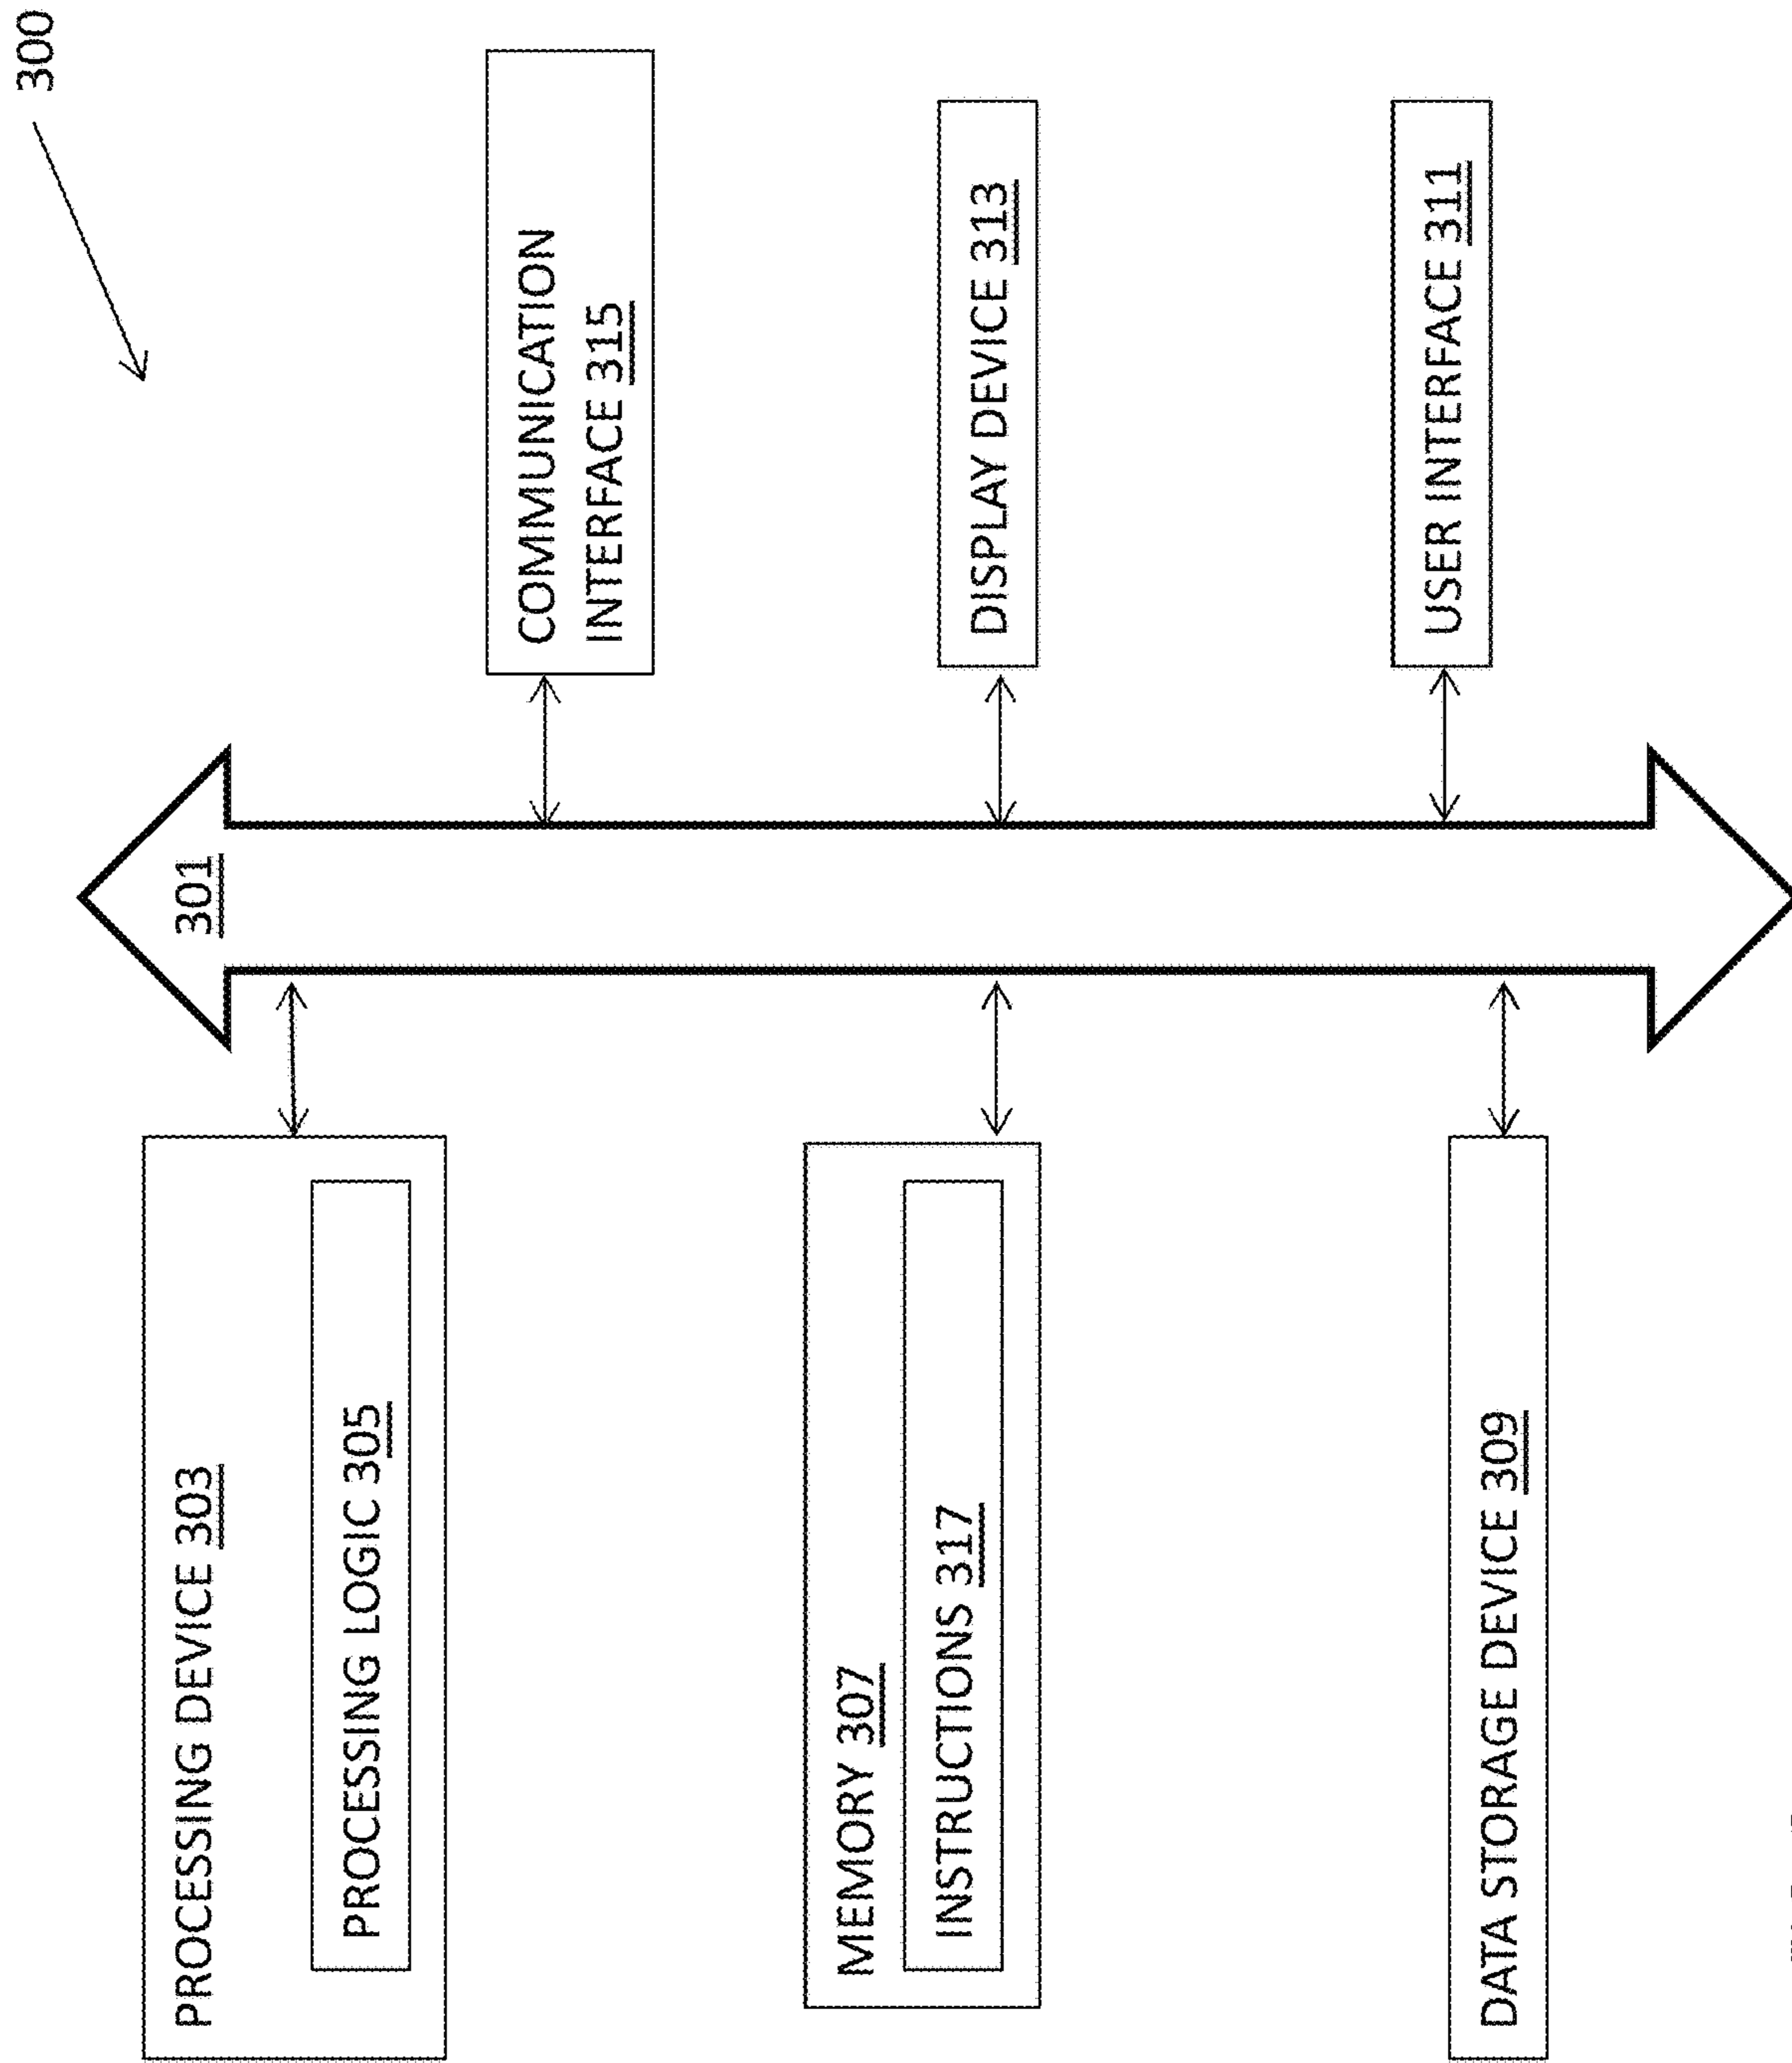 300
301
PROCESSING DEVICE 303
PROCESSING LOGIC 305
MEMORY 307
INSTRUCTIONS 317
DATA STORAGE DEVICE 309
COMMUNICATION
INTERFACE 315
DISPLAY DEVICE 313
USER INTERFACE 311